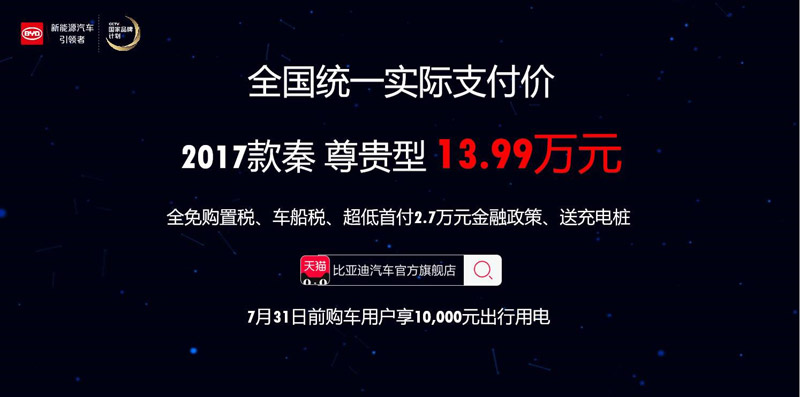 BYD
新能源汽车
引领者
CCTV
国家品牌
计划
全国统一实际支付价
2017款秦 尊贵型 13.99万元
全免购置税、车船税、超低首付2.7万元金融政策、送充电桩
天猫 比亚迪汽车官方旗舰店
7月31日前购车用户享10,000元出行用电